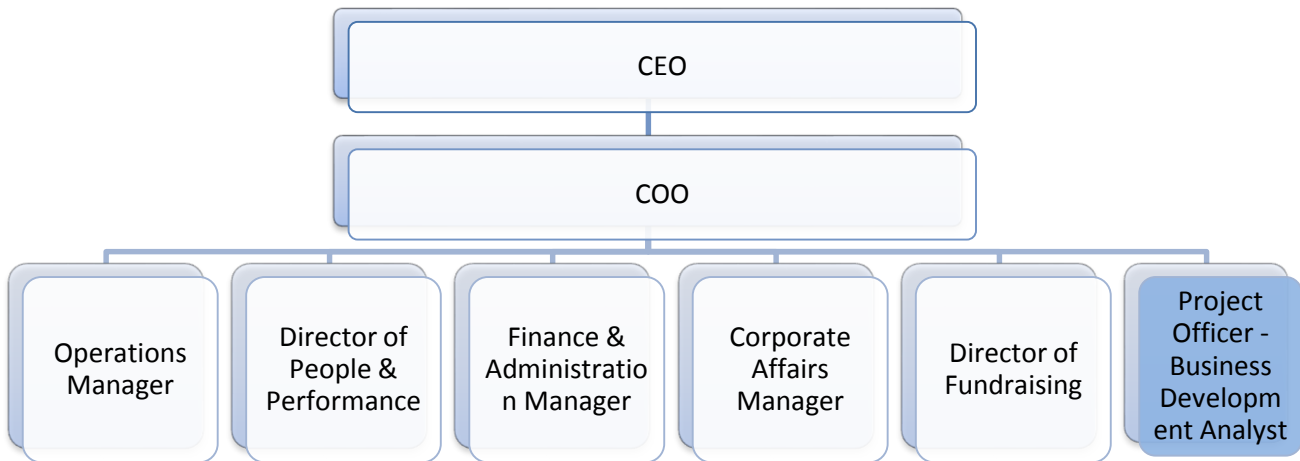 CEO
COO
Operations
Manager
Director of
People &
Performance
Finance &
Administratio
n Manager
Corporate
Affairs
Manager
Director of
Fundraising
Project
Officer -
Business
Developm
ent Analyst